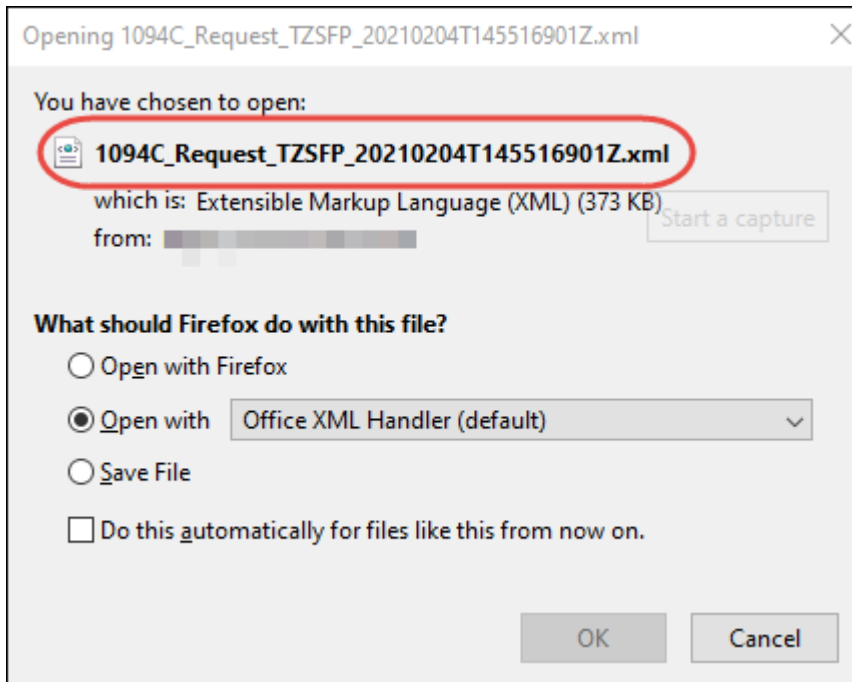 Opening 1094C_Request_TZSFP_20210204T145516901Z.xml
You have chosen to open:
1094C_Request_TZSFP_20210204T145516901Z.xml
which is: Extensible Markup Language (XML) (373 KB)
Start a capture
from:
What should Firefox do with this file?
Open with Firefox
Open with Office XML Handler (default)
Save File
Do this automatically for files like this from now on.
OK Cancel